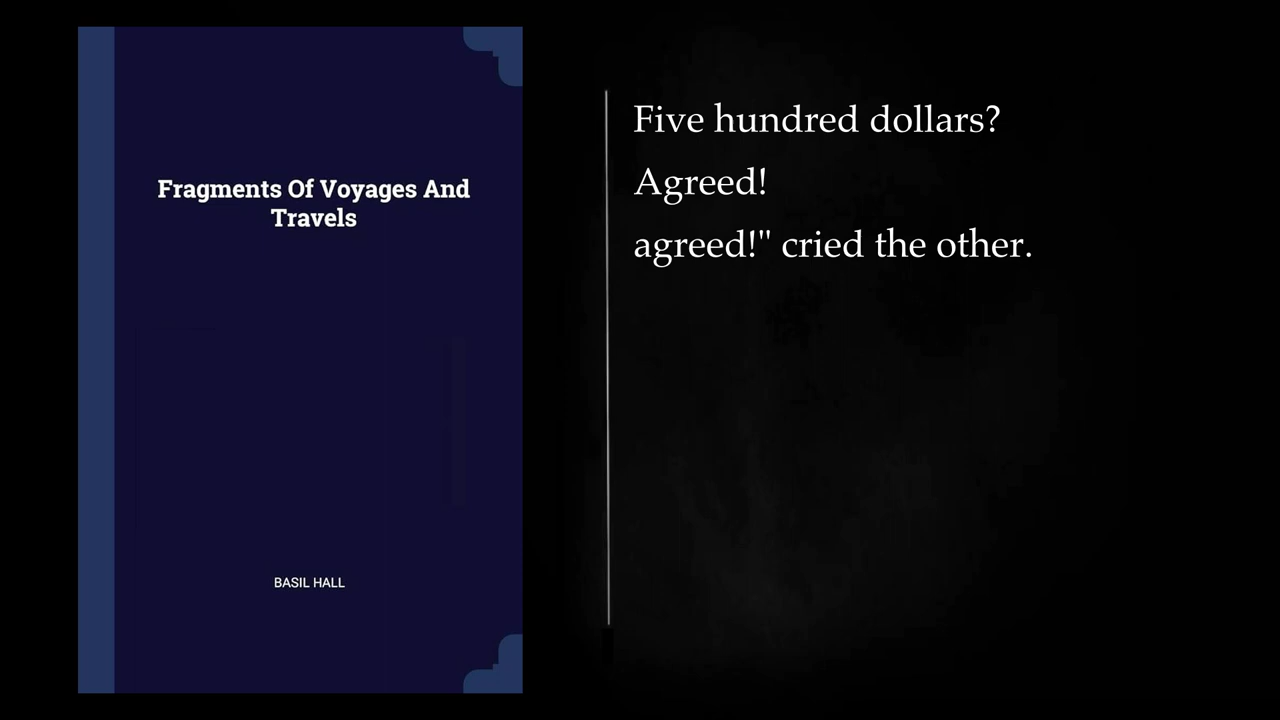 Fragments Of Voyages And
Travels
BASIL HALL
Five hundred dollars?
Agreed!
agreed!" cried the other.